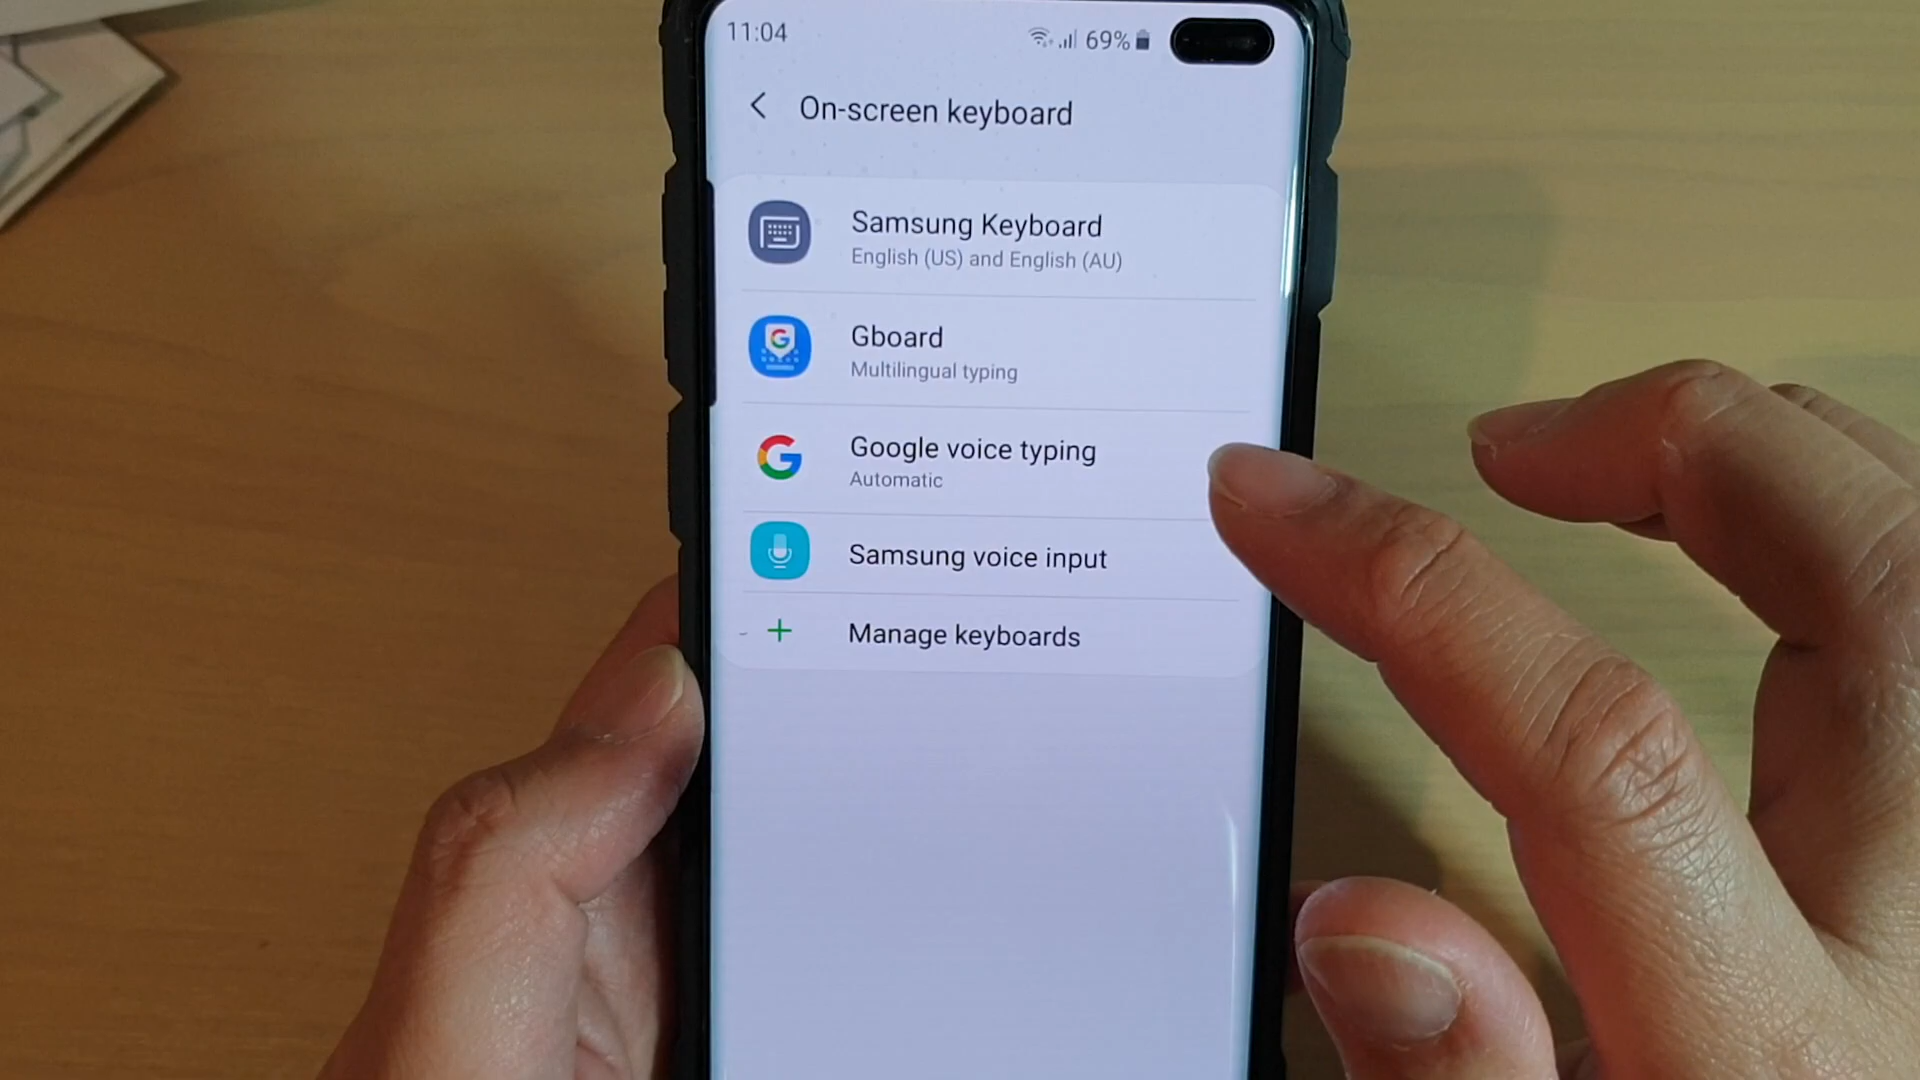 11:04
69%
On-screen keyboard
Samsung Keyboard
English (US) and English (AU)
Gboard
Multilingual typing
Google voice typing
Automatic
Samsung voice input
Manage keyboards